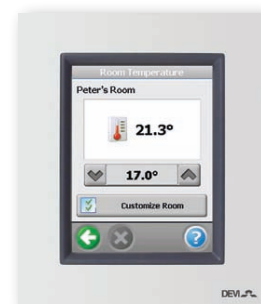 Room Temperature
Peter's Room
21.3°
17.0°
Customize Room
?
DEVI